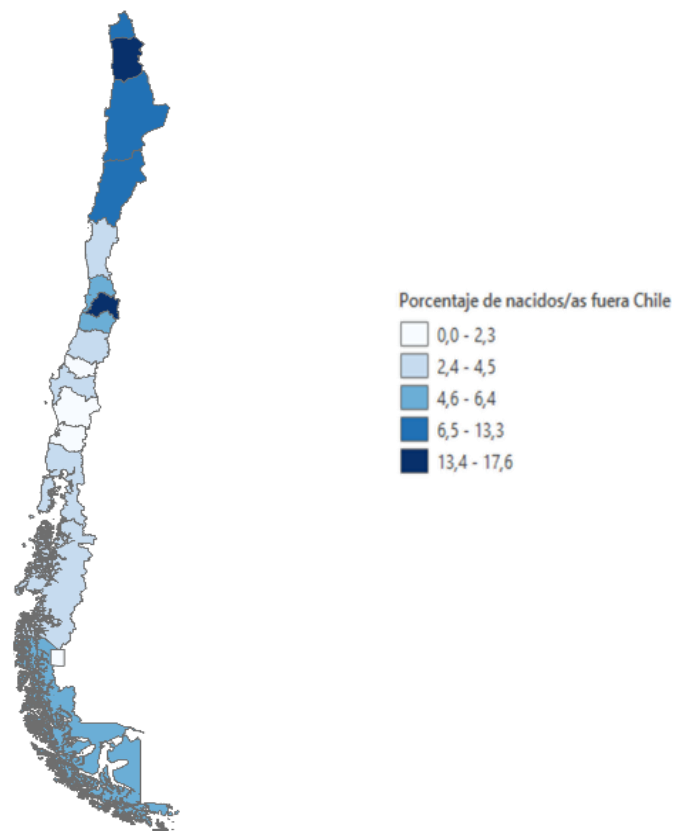 Porcentaje de nacidos/as fuera Chile
0,0 - 2,3
2,4 - 4,5
4,6 - 6,4
6,5 - 13,3
13,4 - 17,6